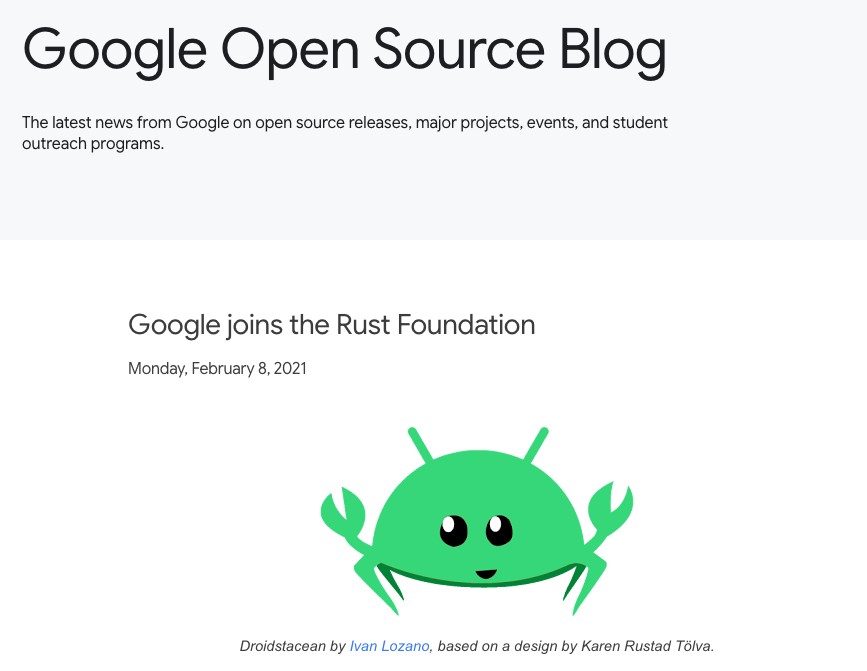 Google Open Source Blog
The latest news from Google on open source releases, major projects, events, and student
outreach programs.
Google joins the Rust Foundation
Monday, February 8, 2021
Droidstacean by Ivan Lozano, based on a design by Karen Rustad Tölva.